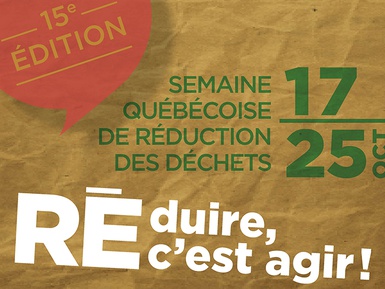 15e
ÉDITION
SEMAINE
QUÉBÉCOISE
DE RÉDUCTION
DES DÉCHETS
17
25
OCT
RĒduire,
c'est agir !